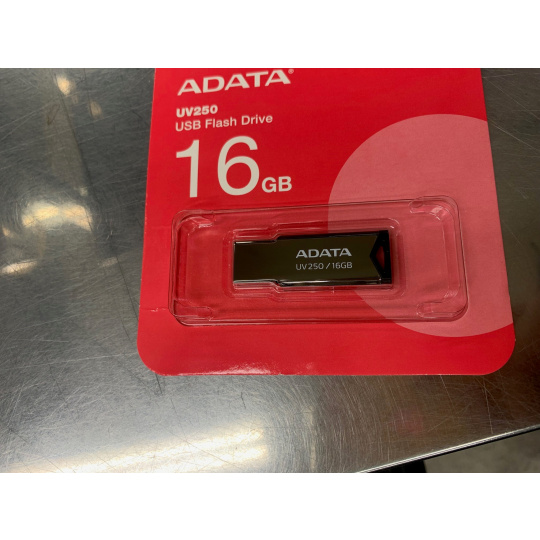 ADATA®
UV250
USB Flash Drive
16GB
ADATA
UV250/16GB